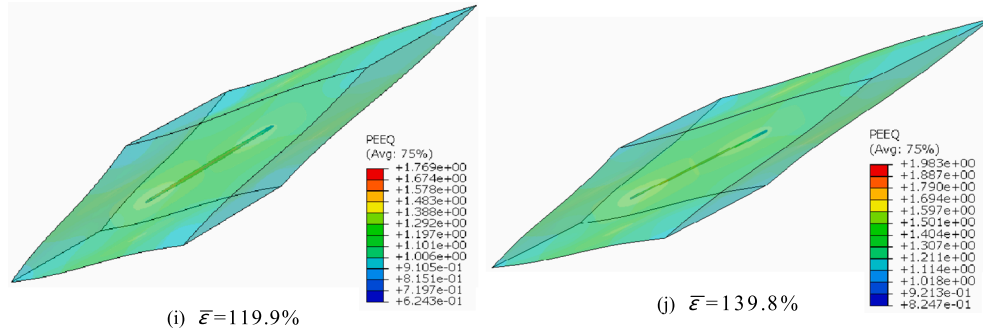 PEEQ
(Avg: 75%)
+1.769e+00
+1.674e+00
+1.578e+00
+1.483e+00
+1.388e+00
+1.292e+00
+1.197e+00
+1.101e+00
+1.006e+00
+9.105e-01
+8.151e-01
+7.197e-01
+6.243e-01
(i) ε̅=119.9%
PEEQ
(Avg: 75%)
+1.983e+00
+1.887e+00
+1.790e+00
+1.694e+00
+1.597e+00
+1.501e+00
+1.404e+00
+1.307e+00
+1.211e+00
+1.114e+00
+1.018e+00
+9.213e-01
+8.247e-01
(j) ε̅=139.8%